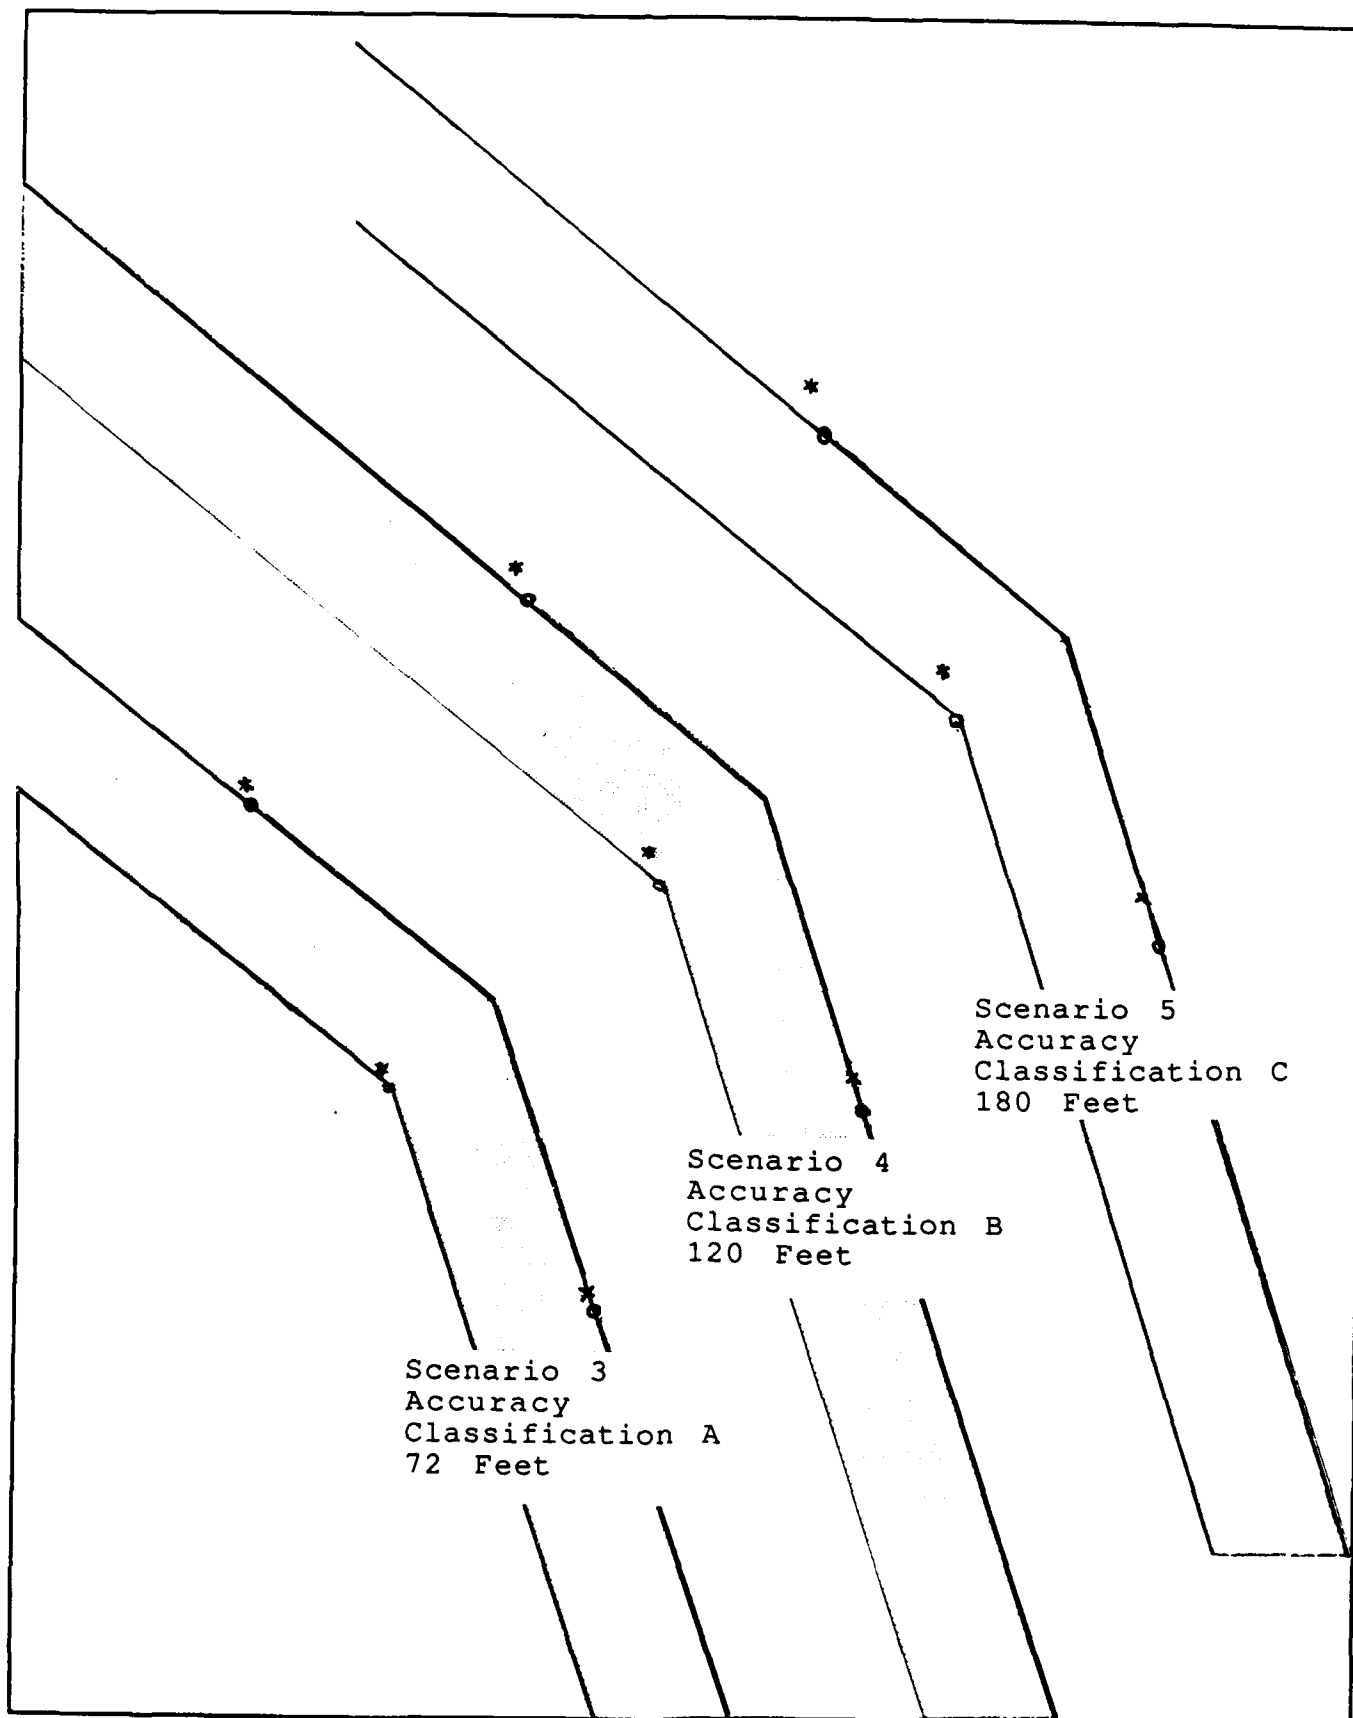 Scenario 5
Accuracy
Classification C
180 Feet
Scenario 4
Accuracy
Classification B
120 Feet
Scenario 3
Accuracy
Classification A
72 Feet